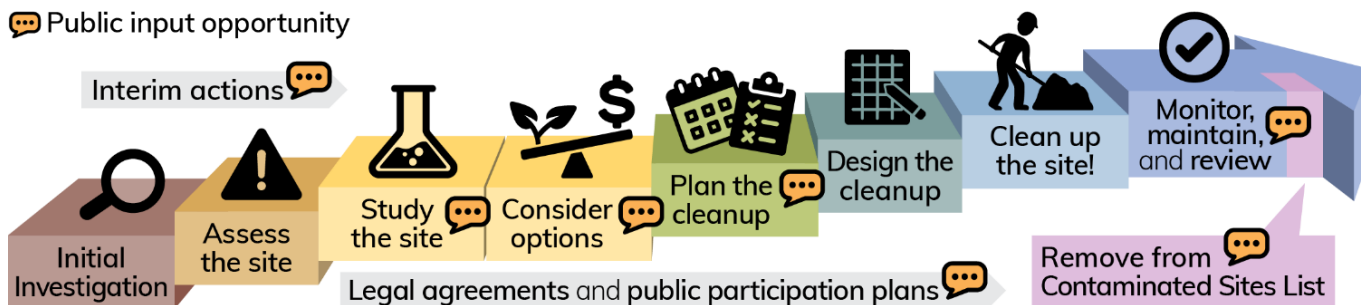 Public input opportunity
Interim actions
Initial
Investigation
Assess
the site
Study
the site
Consider
options
Plan the
cleanup
Design the
cleanup
Clean up
the site!
Monitor,
maintain,
and review
Legal agreements and public participation plans
Remove from
Contaminated Sites List